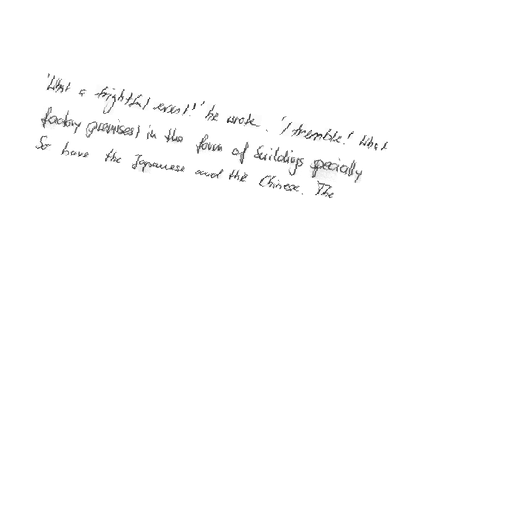 'What a frightful event!' he wrote. 'I tremble! What
factory premises) in the form of buildings specially
So have the Japanese and the Chinese. The